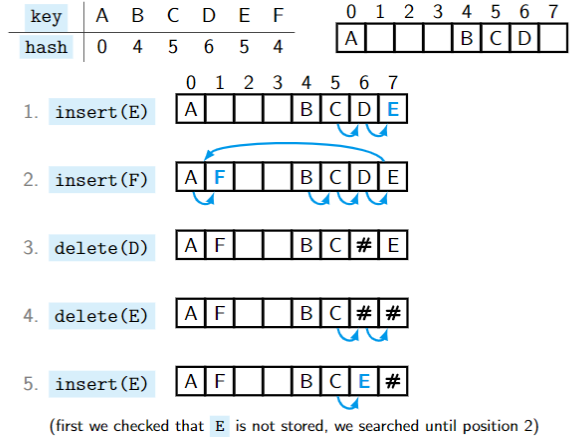 key A B C D E F
hash 0 4 5 6 5 4
0 1 2 3 4 5 6 7
A B C D
0 1 2 3 4 5 6 7
1. insert(E) A B C D E
2. insert(F) A F B C D E
3. delete(D) A F B C # E
4. delete(E) A F B C # #
5. insert(E) A F B C E #
(first we checked that E is not stored, we searched until position 2)